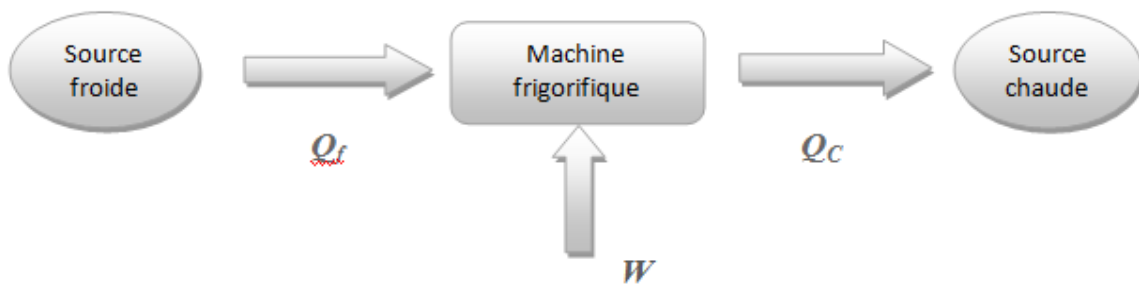 Source
froide
Machine
frigorifique
Source
chaude
Qf
QC
W